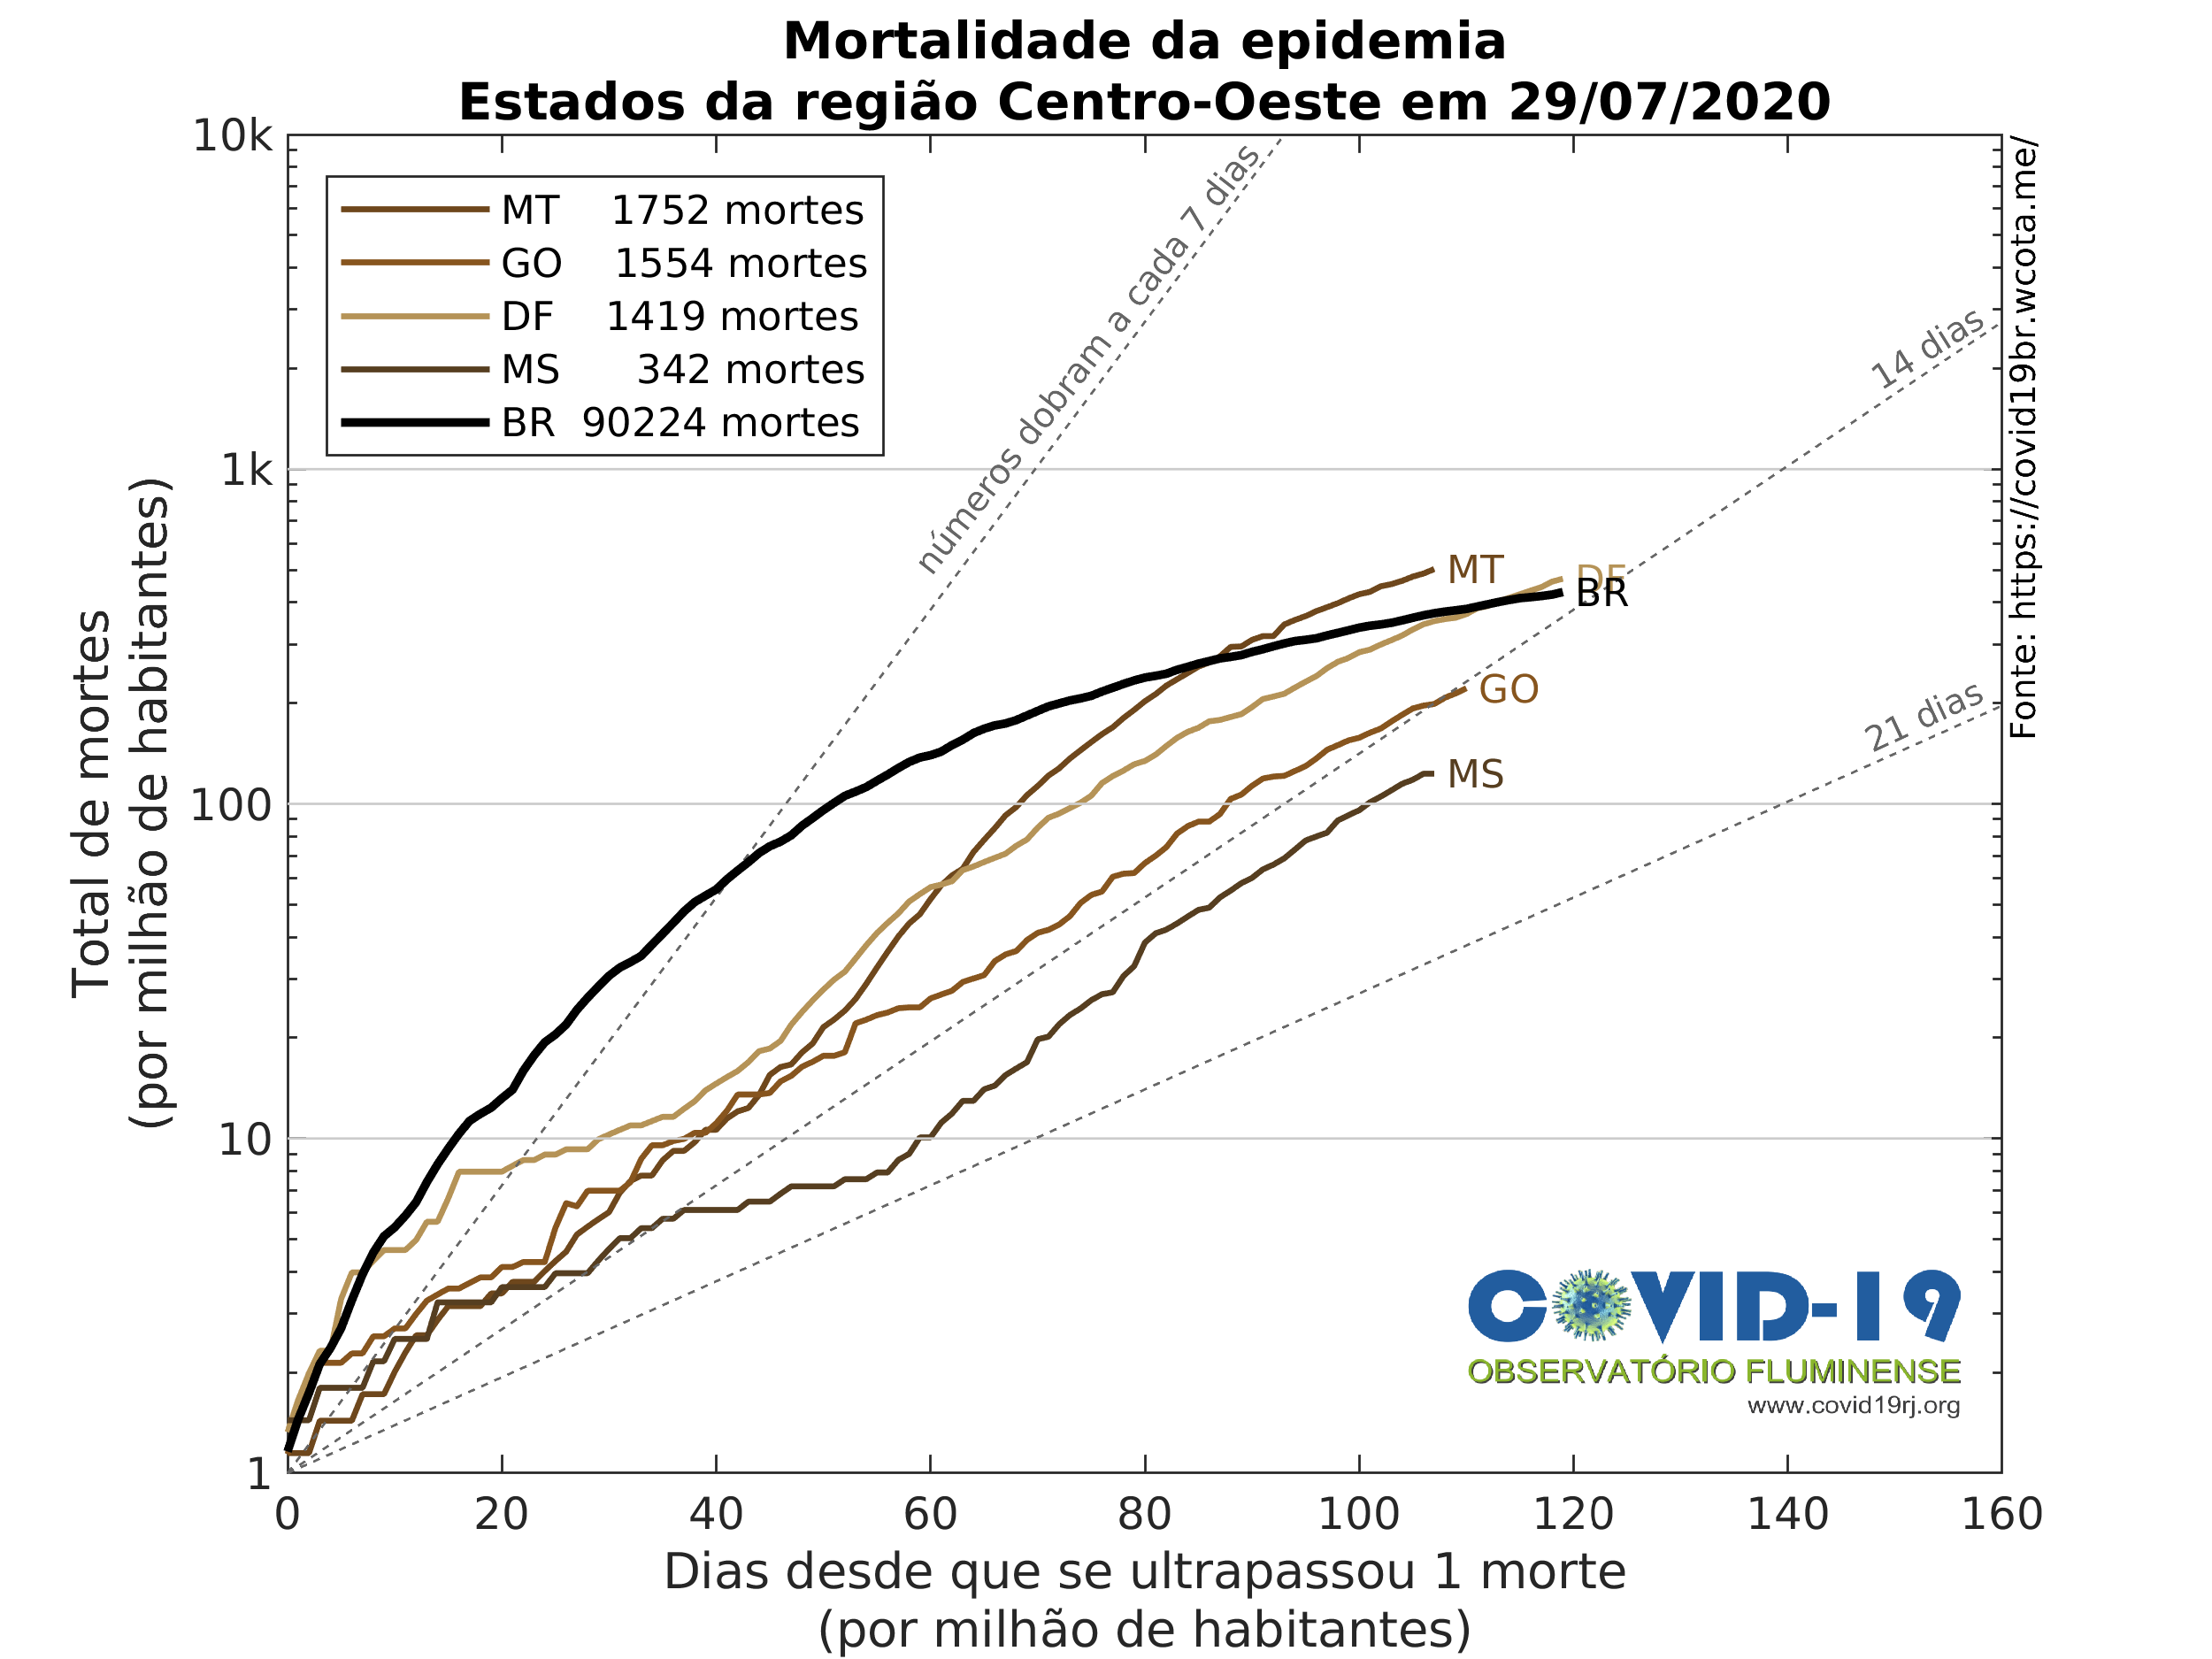 Mortalidade da epidemia
Estados da região Centro-Oeste em 29/07/2020
10k
1k
100
10
1
Total de mortes
(por milhão de habitantes)
MT 1752 mortes
GO 1554 mortes
DF 1419 mortes
MS 342 mortes
BR 90224 mortes
números dobram a cada 7 dias
14 dias
21 dias
MT
DF
BR
GO
MS
Fonte: https://covid19br.wcota.me/
COVID-19
OBSERVATÓRIO FLUMINENSE
www.covid19rj.org
0 20 40 60 80 100 120 140 160
Dias desde que se ultrapassou 1 morte
(por milhão de habitantes)